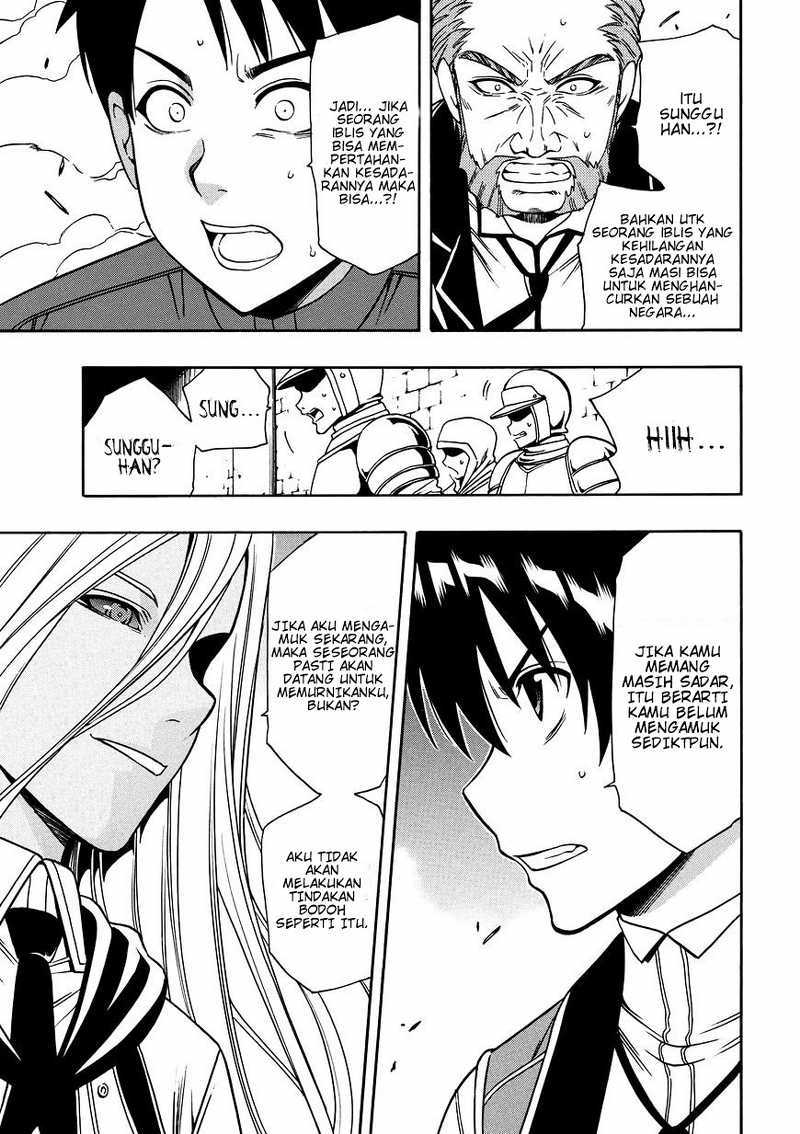 ITU
SUNGGU
HAN...?!
BAHKAN UTK
SEORANG IBLIS YANG
KEHILANGAN
KESADARANNYA
SAJA MASI BISA
UNTUK MENGHAN-
CURKAN SEBUAH
NEGARA...
JADI... JIKA
SEORANG
IBLIS YANG
BISA MEM-
PERTAHAN-
KAN KESADA-
RANNYA MAKA
BISA...?!
HIIH...
SUNG...
SUNGGU-
HAN?
JIKA KAMU
MEMANG
MASIH SADAR,
ITU BERARTI
KAMU BELUM
MENGAMUK
SEDIKTPUN.
JIKA AKU MENGA-
MUK SEKARANG,
MAKA SESEORANG
PASTI AKAN
DATANG UNTUK
MEMURNIKANKU,
BUKAN?
AKU TIDAK
AKAN
MELAKUKAN
TINDAKAN
BODOH
SEPERTI ITU.